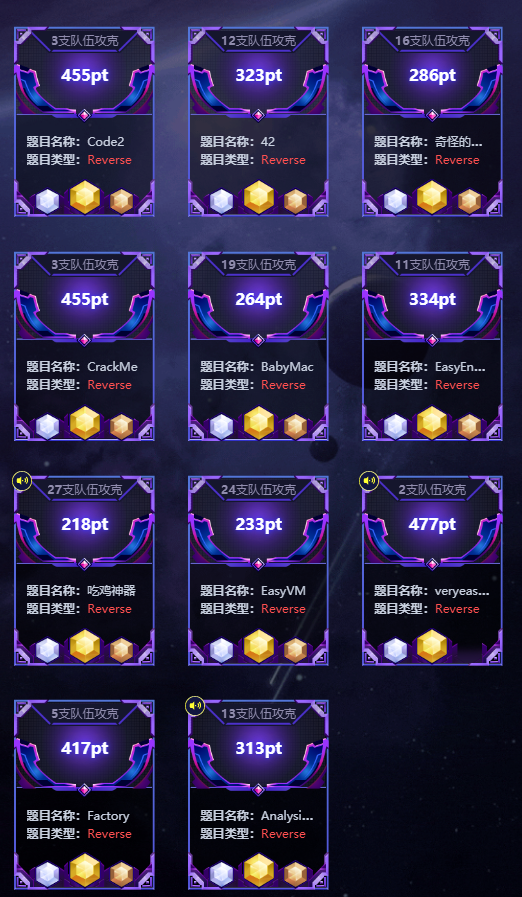 3支队伍攻克
455pt
题目名称：Code2
题目类型：Reverse
12支队伍攻克
323pt
题目名称：42
题目类型：Reverse
16支队伍攻克
286pt
题目名称：奇怪的...
题目类型：Reverse
3支队伍攻克
455pt
题目名称：CrackMe
题目类型：Reverse
19支队伍攻克
264pt
题目名称：BabyMac
题目类型：Reverse
11支队伍攻克
334pt
题目名称：EasyEn...
题目类型：Reverse
27支队伍攻克
218pt
题目名称：吃鸡神器
题目类型：Reverse
24支队伍攻克
233pt
题目名称：EasyVM
题目类型：Reverse
2支队伍攻克
477pt
题目名称：veryeas...
题目类型：Reverse
5支队伍攻克
417pt
题目名称：Factory
题目类型：Reverse
13支队伍攻克
313pt
题目名称：Analysi...
题目类型：Reverse